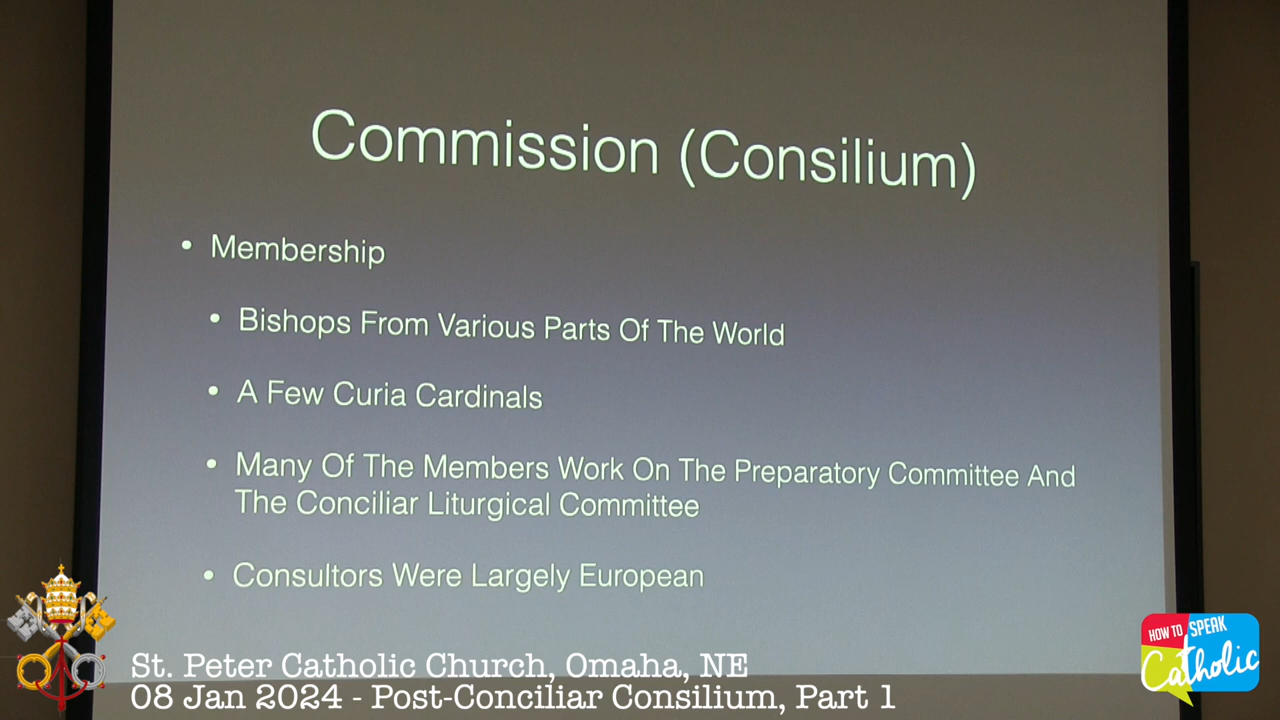 Commission (Consilium)
• Membership
• Bishops From Various Parts Of The World
• A Few Curia Cardinals
• Many Of The Members Work On The Preparatory Committee And
The Conciliar Liturgical Committee
• Consultors Were Largely European
St. Peter Catholic Church, Omaha, NE
08 Jan 2024 - Post-Conciliar Consilium, Part 1
HOW TO SPEAK
Catholic